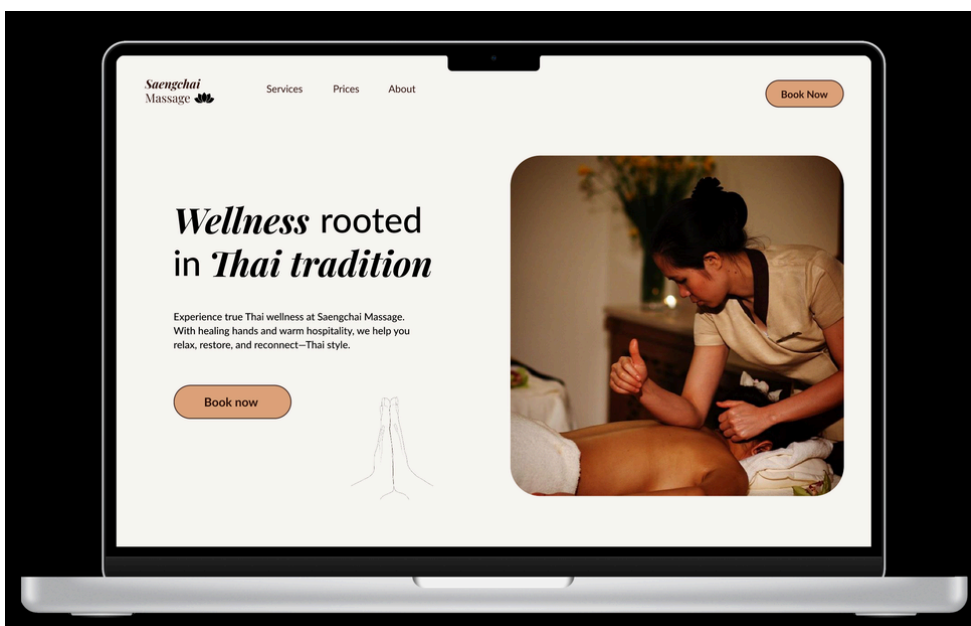 Saengchai
Massage
Services
Prices
About
Book Now
Wellness rooted
in Thai tradition
Experience true Thai wellness at Saengchai Massage.
With healing hands and warm hospitality, we help you
relax, restore, and reconnect—Thai style.
Book now